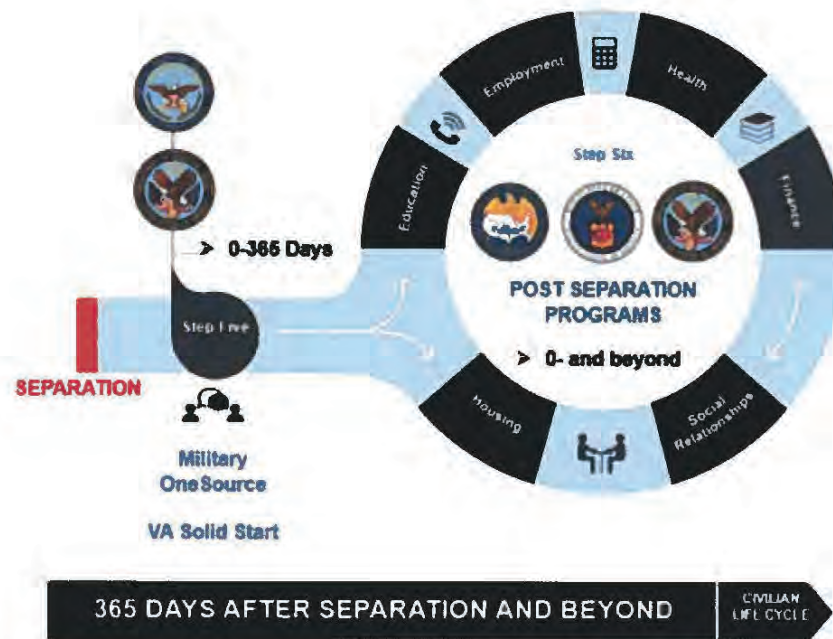 Employment
Health
Education
Finance
Step Six
> 0-365 Days
POST SEPARATION
PROGRAMS
Step Five
> 0- and beyond
SEPARATION
Housing
Social
Relationships
Military
OneSource
VA Solid Start
365 DAYS AFTER SEPARATION AND BEYOND
CIVILIAN
LIFE CYCLE